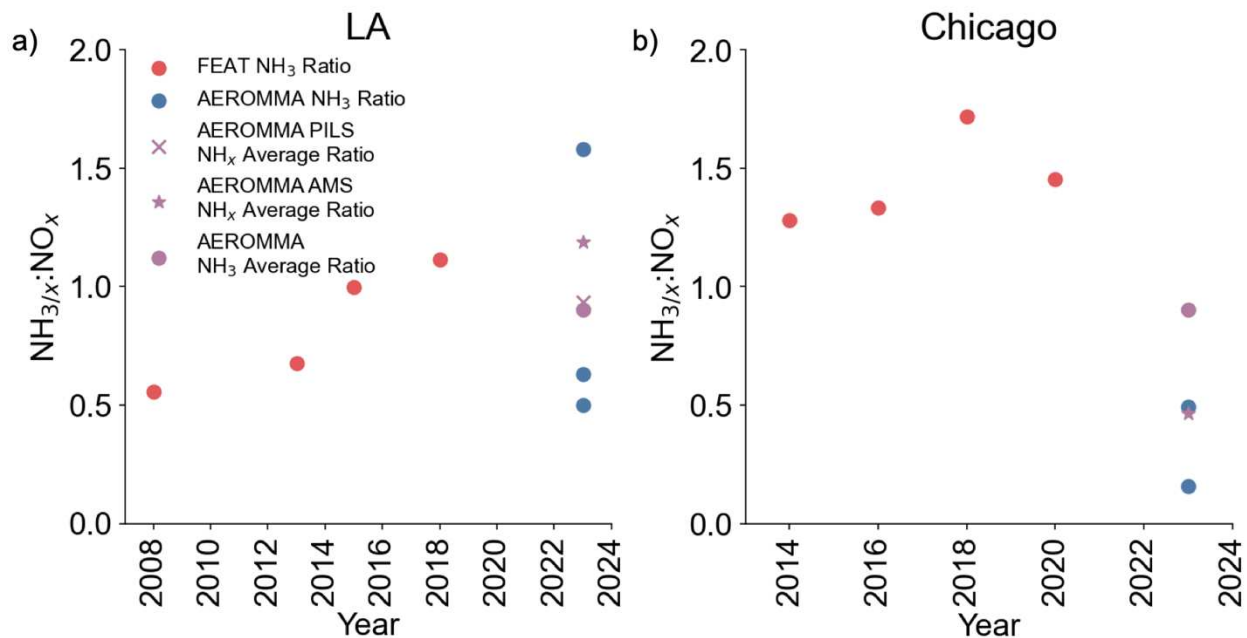 a)
LA
2.0
1.5
1.0
0.5
0.0
NH3/x:NOx
FEAT NH3 Ratio
AEROMMA NH3 Ratio
AEROMMA PILS
NHx Average Ratio
AEROMMA AMS
NHx Average Ratio
AEROMMA
NH3 Average Ratio
2008
2010
2012
2014
2016
2018
2020
2022
2024
Year
b)
Chicago
2.0
1.5
1.0
0.5
0.0
NH3/x:NOx
2014
2016
2018
2020
2022
2024
Year